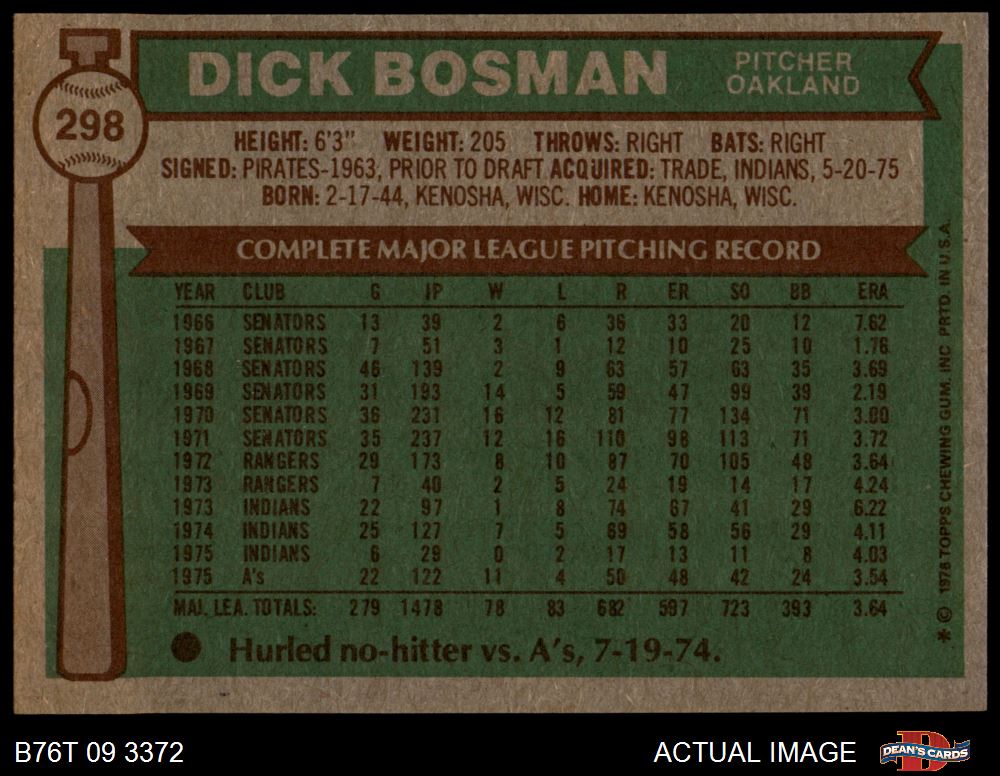 298
DICK BOSMAN
PITCHER
OAKLAND
HEIGHT: 6'3" WEIGHT: 205 THROWS: RIGHT BATS: RIGHT
SIGNED: PIRATES-1963, PRIOR TO DRAFT ACQUIRED: TRADE, INDIANS, 5-20-75
BORN: 2-17-44, KENOSHA, WISC. HOME: KENOSHA, WISC.
COMPLETE MAJOR LEAGUE PITCHING RECORD
YEAR CLUB G IP W L R ER SO BB ERA
1966 SENATORS 13 39 2 6 36 33 20 12 7.62
1967 SENATORS 7 51 3 1 12 10 25 10 1.76
1968 SENATORS 46 139 2 9 63 57 63 35 3.69
1969 SENATORS 31 193 14 5 59 47 99 39 2.19
1970 SENATORS 36 231 16 12 81 77 134 71 3.00
1971 SENATORS 35 237 12 16 110 98 113 71 3.72
1972 RANGERS 29 173 8 10 87 70 105 48 3.64
1973 RANGERS 7 40 2 5 24 19 14 17 4.24
1973 INDIANS 22 97 1 8 74 67 41 29 6.22
1974 INDIANS 25 127 7 5 69 58 56 29 4.11
1975 INDIANS 6 29 0 2 17 13 11 8 4.03
1975 A's 22 122 11 4 50 48 42 24 3.54
MAJ. LEA. TOTALS: 279 1478 78 83 682 597 723 393 3.64
Hurled no-hitter vs. A's, 7-19-74.
* © 1976 TOPPS CHEWING GUM, INC PRTD. IN U.S.A.
B76T 09 3372
ACTUAL IMAGE
D
DEAN'S CARDS